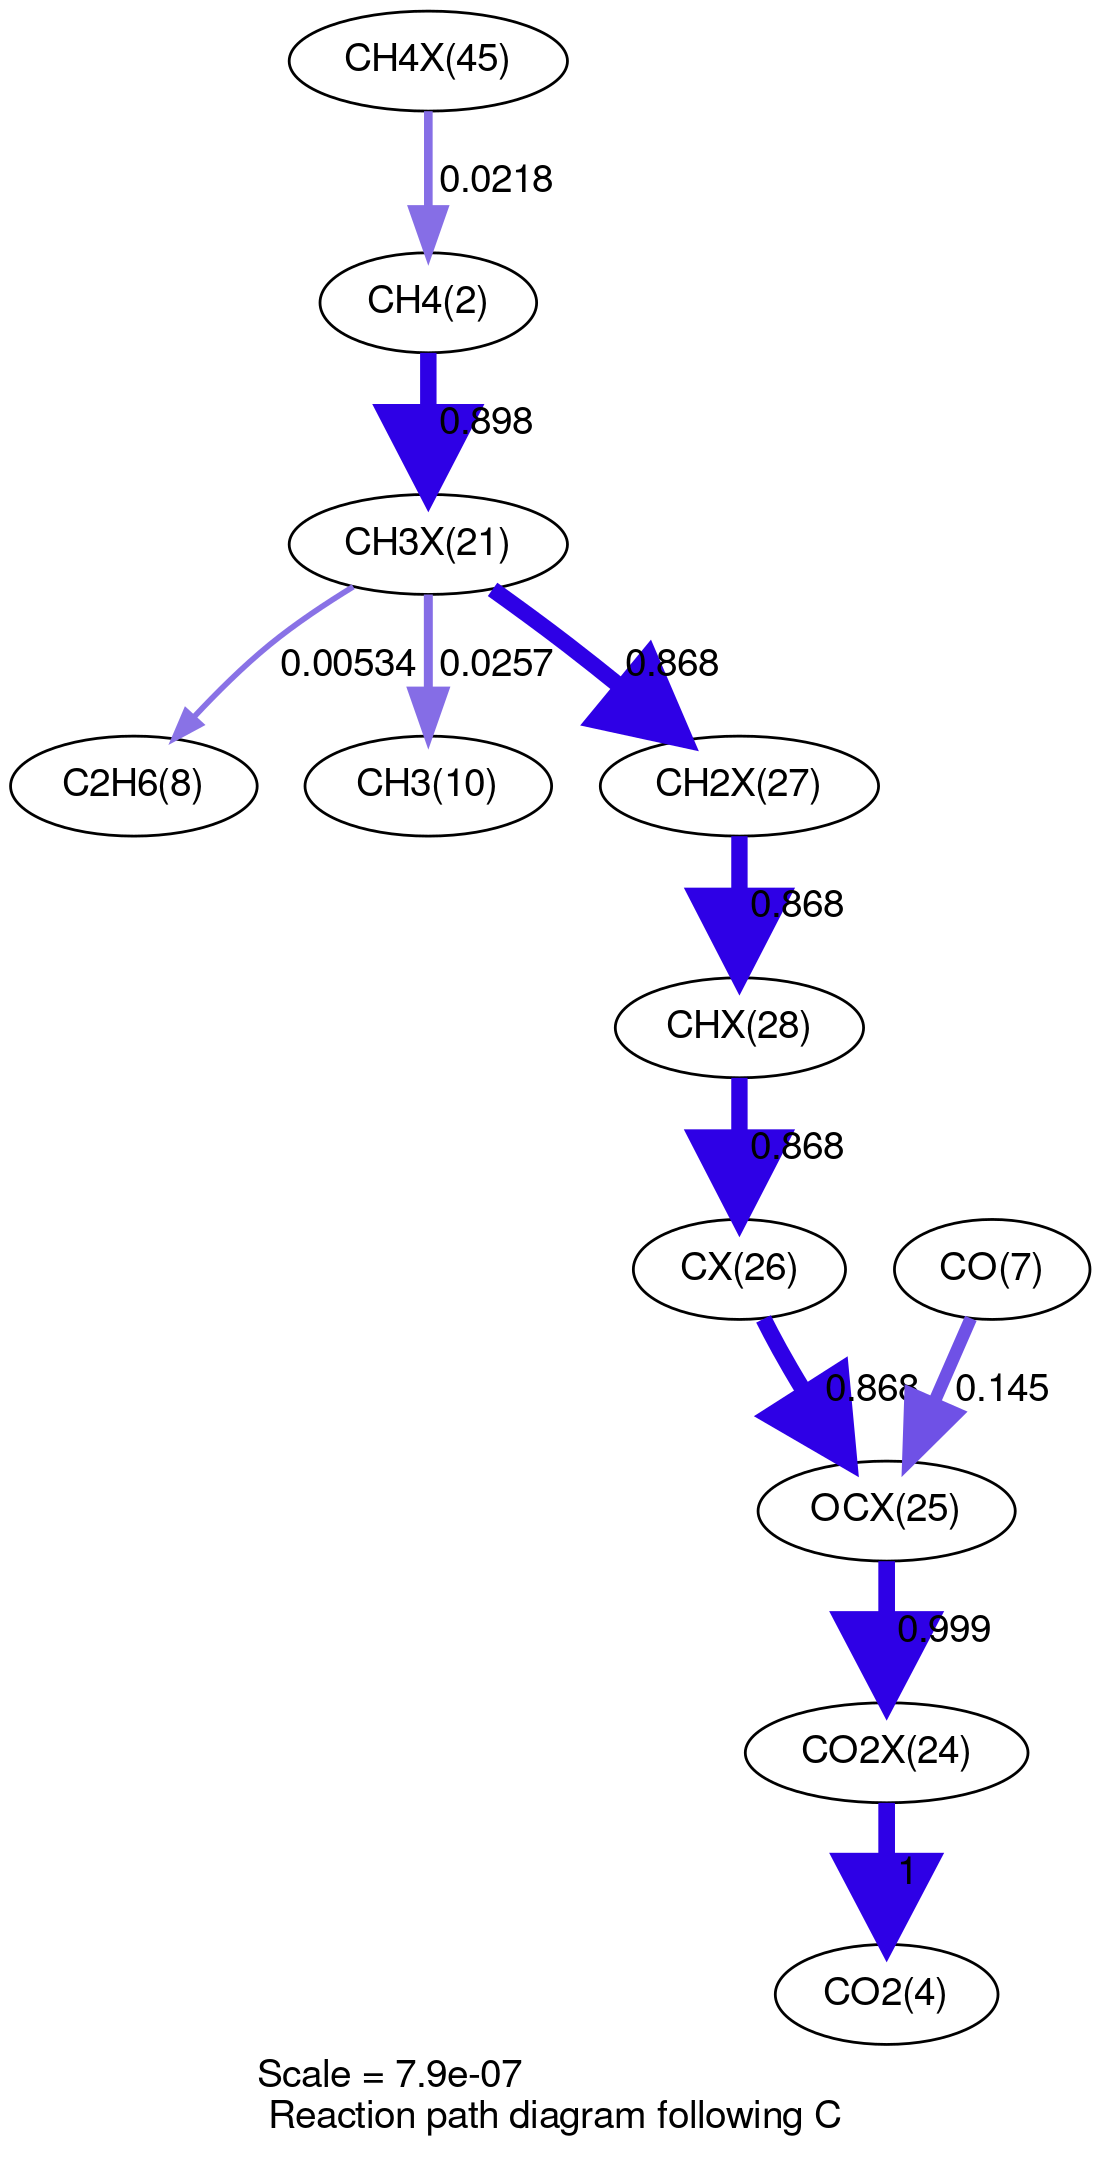 CH4X(45)
0.0218
CH4(2)
0.898
CH3X(21)
0.00534
0.0257
0.868
C2H6(8)
CH3(10)
CH2X(27)
0.868
CHX(28)
0.868
CX(26)
CO(7)
0.868
0.145
OCX(25)
0.999
CO2X(24)
1
CO2(4)
Scale = 7.9e-07
Reaction path diagram following C